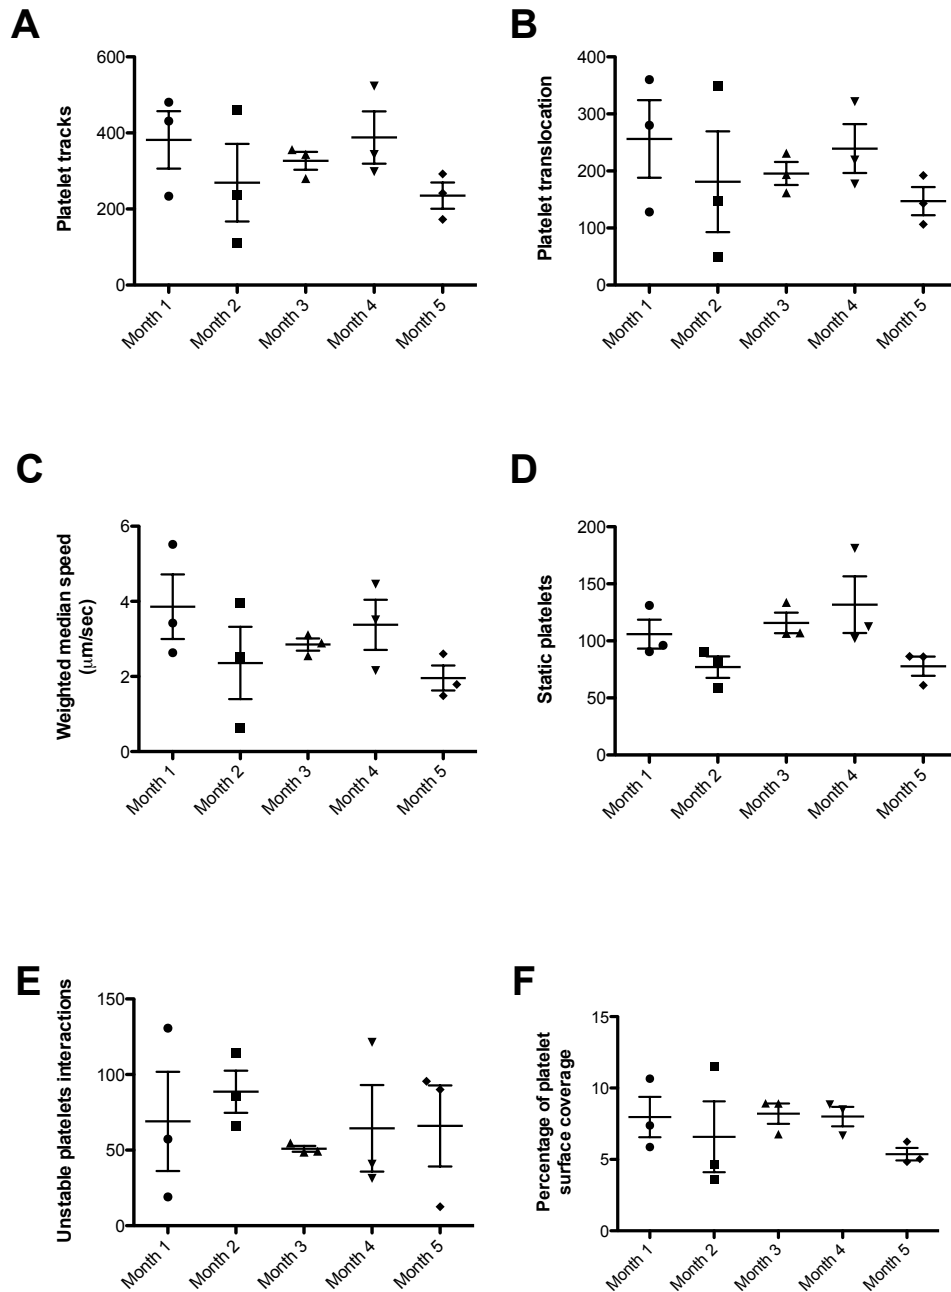 A
Platelet tracks
600
400
200
0
Month 1
Month 2
Month 3
Month 4
Month 5
B
Platelet translocation
400
300
200
100
0
Month 1
Month 2
Month 3
Month 4
Month 5
C
Weighted median speed
(μm/sec)
6
4
2
0
Month 1
Month 2
Month 3
Month 4
Month 5
D
Static platelets
200
150
100
50
0
Month 1
Month 2
Month 3
Month 4
Month 5
E
Unstable platelets interactions
150
100
50
0
Month 1
Month 2
Month 3
Month 4
Month 5
F
Percentage of platelet
surface coverage
15
10
5
0
Month 1
Month 2
Month 3
Month 4
Month 5